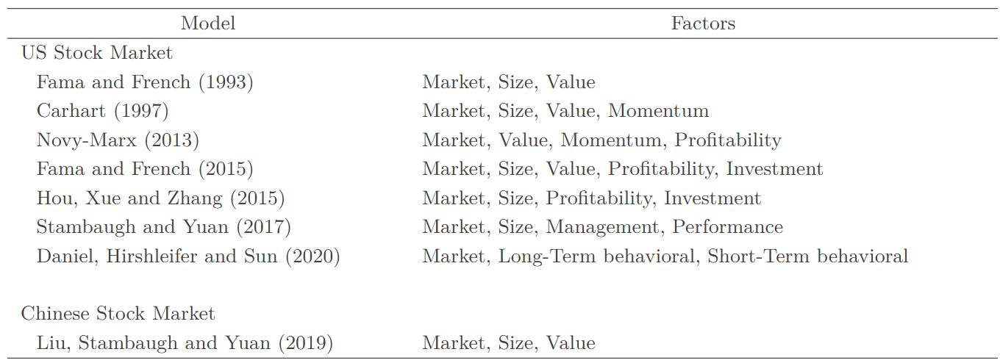 Model Factors
US Stock Market
Fama and French (1993) Market, Size, Value
Carhart (1997) Market, Size, Value, Momentum
Novy-Marx (2013) Market, Value, Momentum, Profitability
Fama and French (2015) Market, Size, Value, Profitability, Investment
Hou, Xue and Zhang (2015) Market, Size, Profitability, Investment
Stambaugh and Yuan (2017) Market, Size, Management, Performance
Daniel, Hirshleifer and Sun (2020) Market, Long-Term behavioral, Short-Term behavioral
Chinese Stock Market
Liu, Stambaugh and Yuan (2019) Market, Size, Value